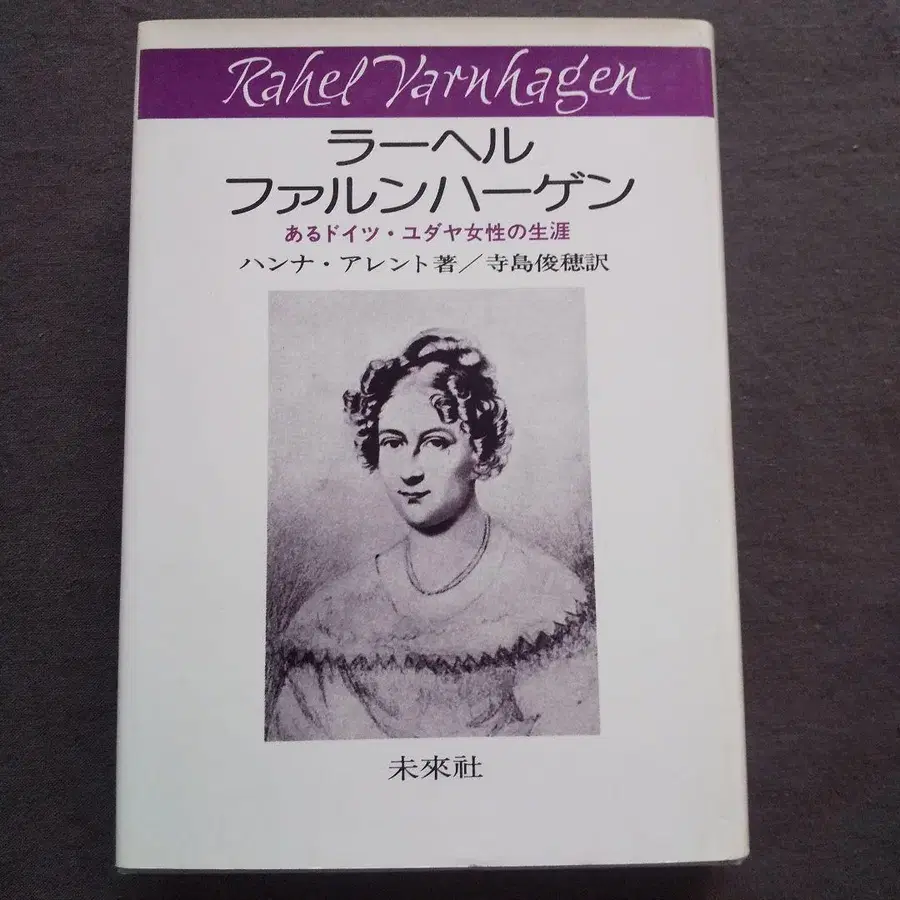 Rahel Varnhagen
ラーヘル
ファルンハーゲン
あるドイツ・ユダヤ女性の生涯
ハンナ・アレント著／寺島俊穂訳
未來社